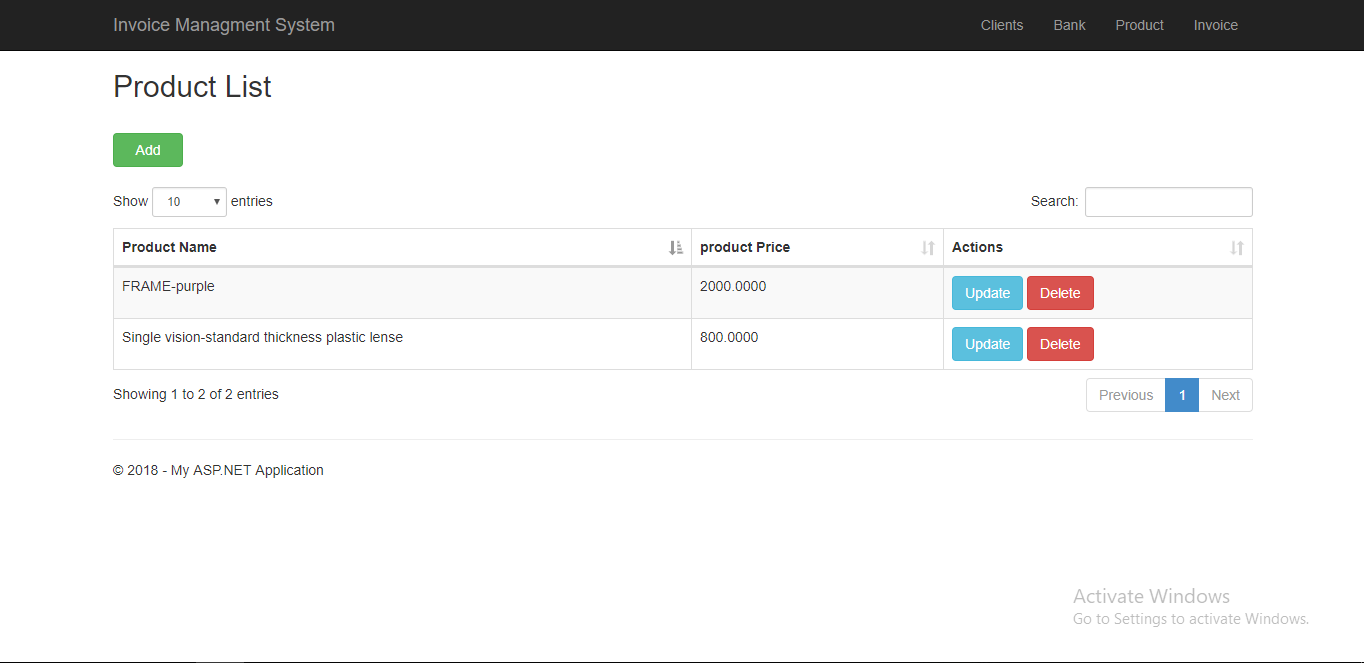 Invoice Managment System Clients Bank Product Invoice
Product List
Add
Show 10 entries Search:
Product Name product Price Actions
FRAME-purple 2000.0000 Update Delete
Single vision-standard thickness plastic lense 800.0000 Update Delete
Showing 1 to 2 of 2 entries Previous 1 Next
© 2018 - My ASP.NET Application
Activate Windows
Go to Settings to activate Windows.